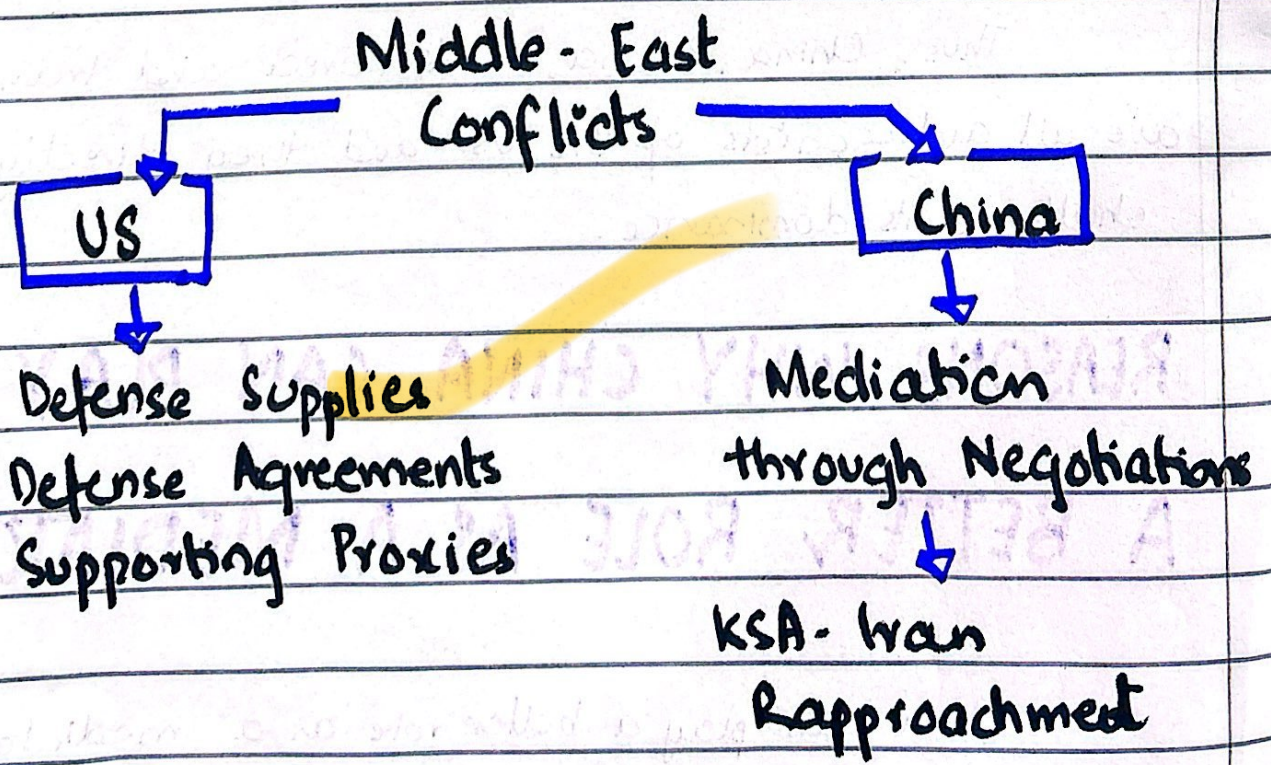 Middle-East
Conflicts
US
China
Defense Supplies
Defense Agreements
Supporting Proxies
Mediation
through Negotiations
KSA-Iran
Rapproachment